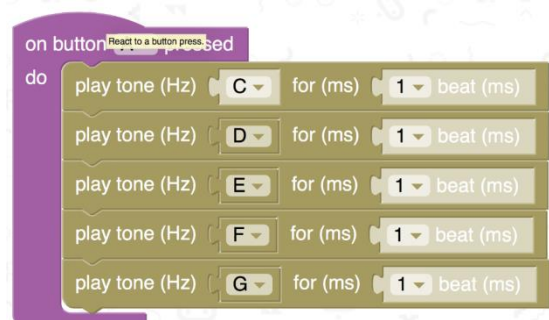 on button pressed
React to a button press.
do
play tone (Hz) C for (ms) 1 beat (ms)
play tone (Hz) D for (ms) 1 beat (ms)
play tone (Hz) E for (ms) 1 beat (ms)
play tone (Hz) F for (ms) 1 beat (ms)
play tone (Hz) G for (ms) 1 beat (ms)